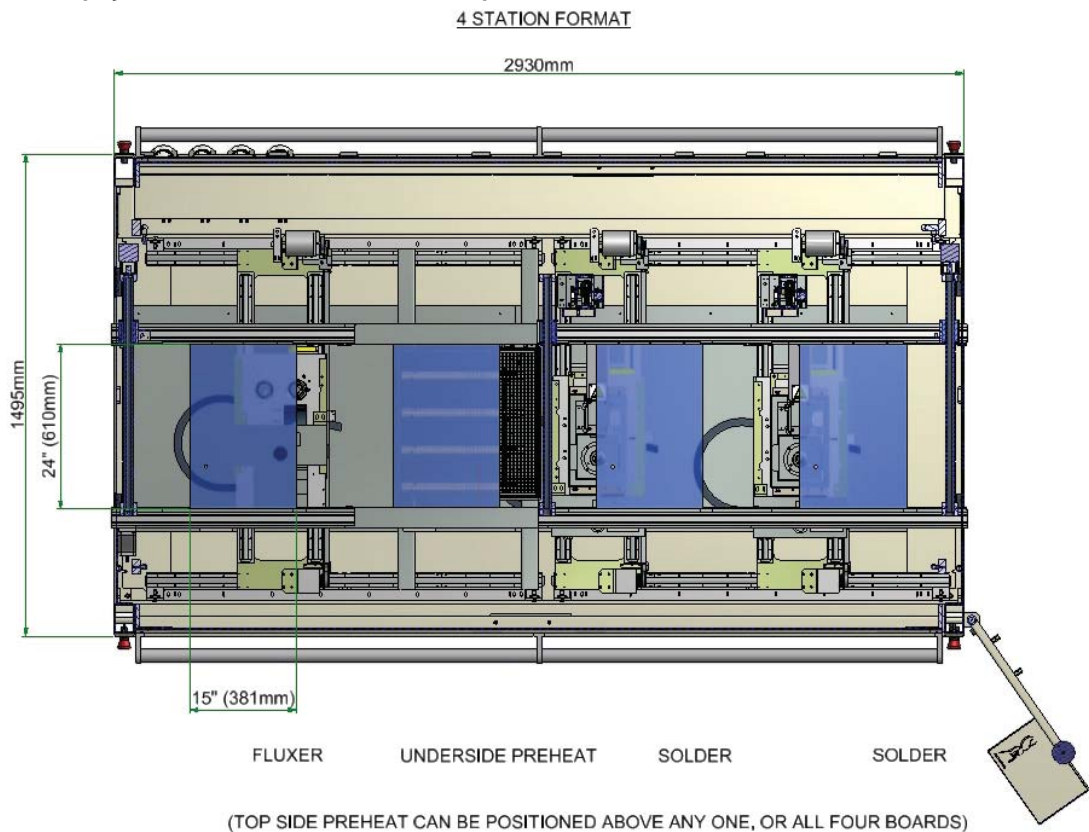 4 STATION FORMAT
2930mm
1495mm
24" (610mm)
15" (381mm)
FLUXER UNDERSIDE PREHEAT SOLDER SOLDER
(TOP SIDE PREHEAT CAN BE POSITIONED ABOVE ANY ONE, OR ALL FOUR BOARDS)